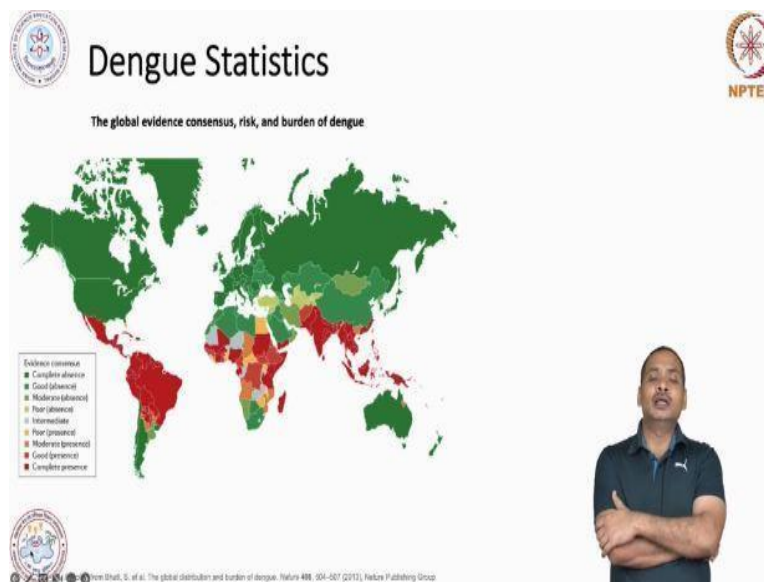 Dengue Statistics
NPTE
The global evidence consensus, risk, and burden of dengue
Evidence consensus
Complete absence
Good (absence)
Moderate (absence)
Poor (absence)
Intermediate
Poor (presence)
Moderate (presence)
Good (presence)
Complete presence
from Bhatt, S. et al. The global distribution and burden of dengue. Nature 496, 504-507 (2013), Nature Publishing Group